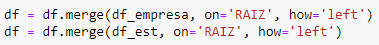 df = df.merge(df_empresa, on='RAIZ', how='left')
df = df.merge(df_est, on='RAIZ', how='left')